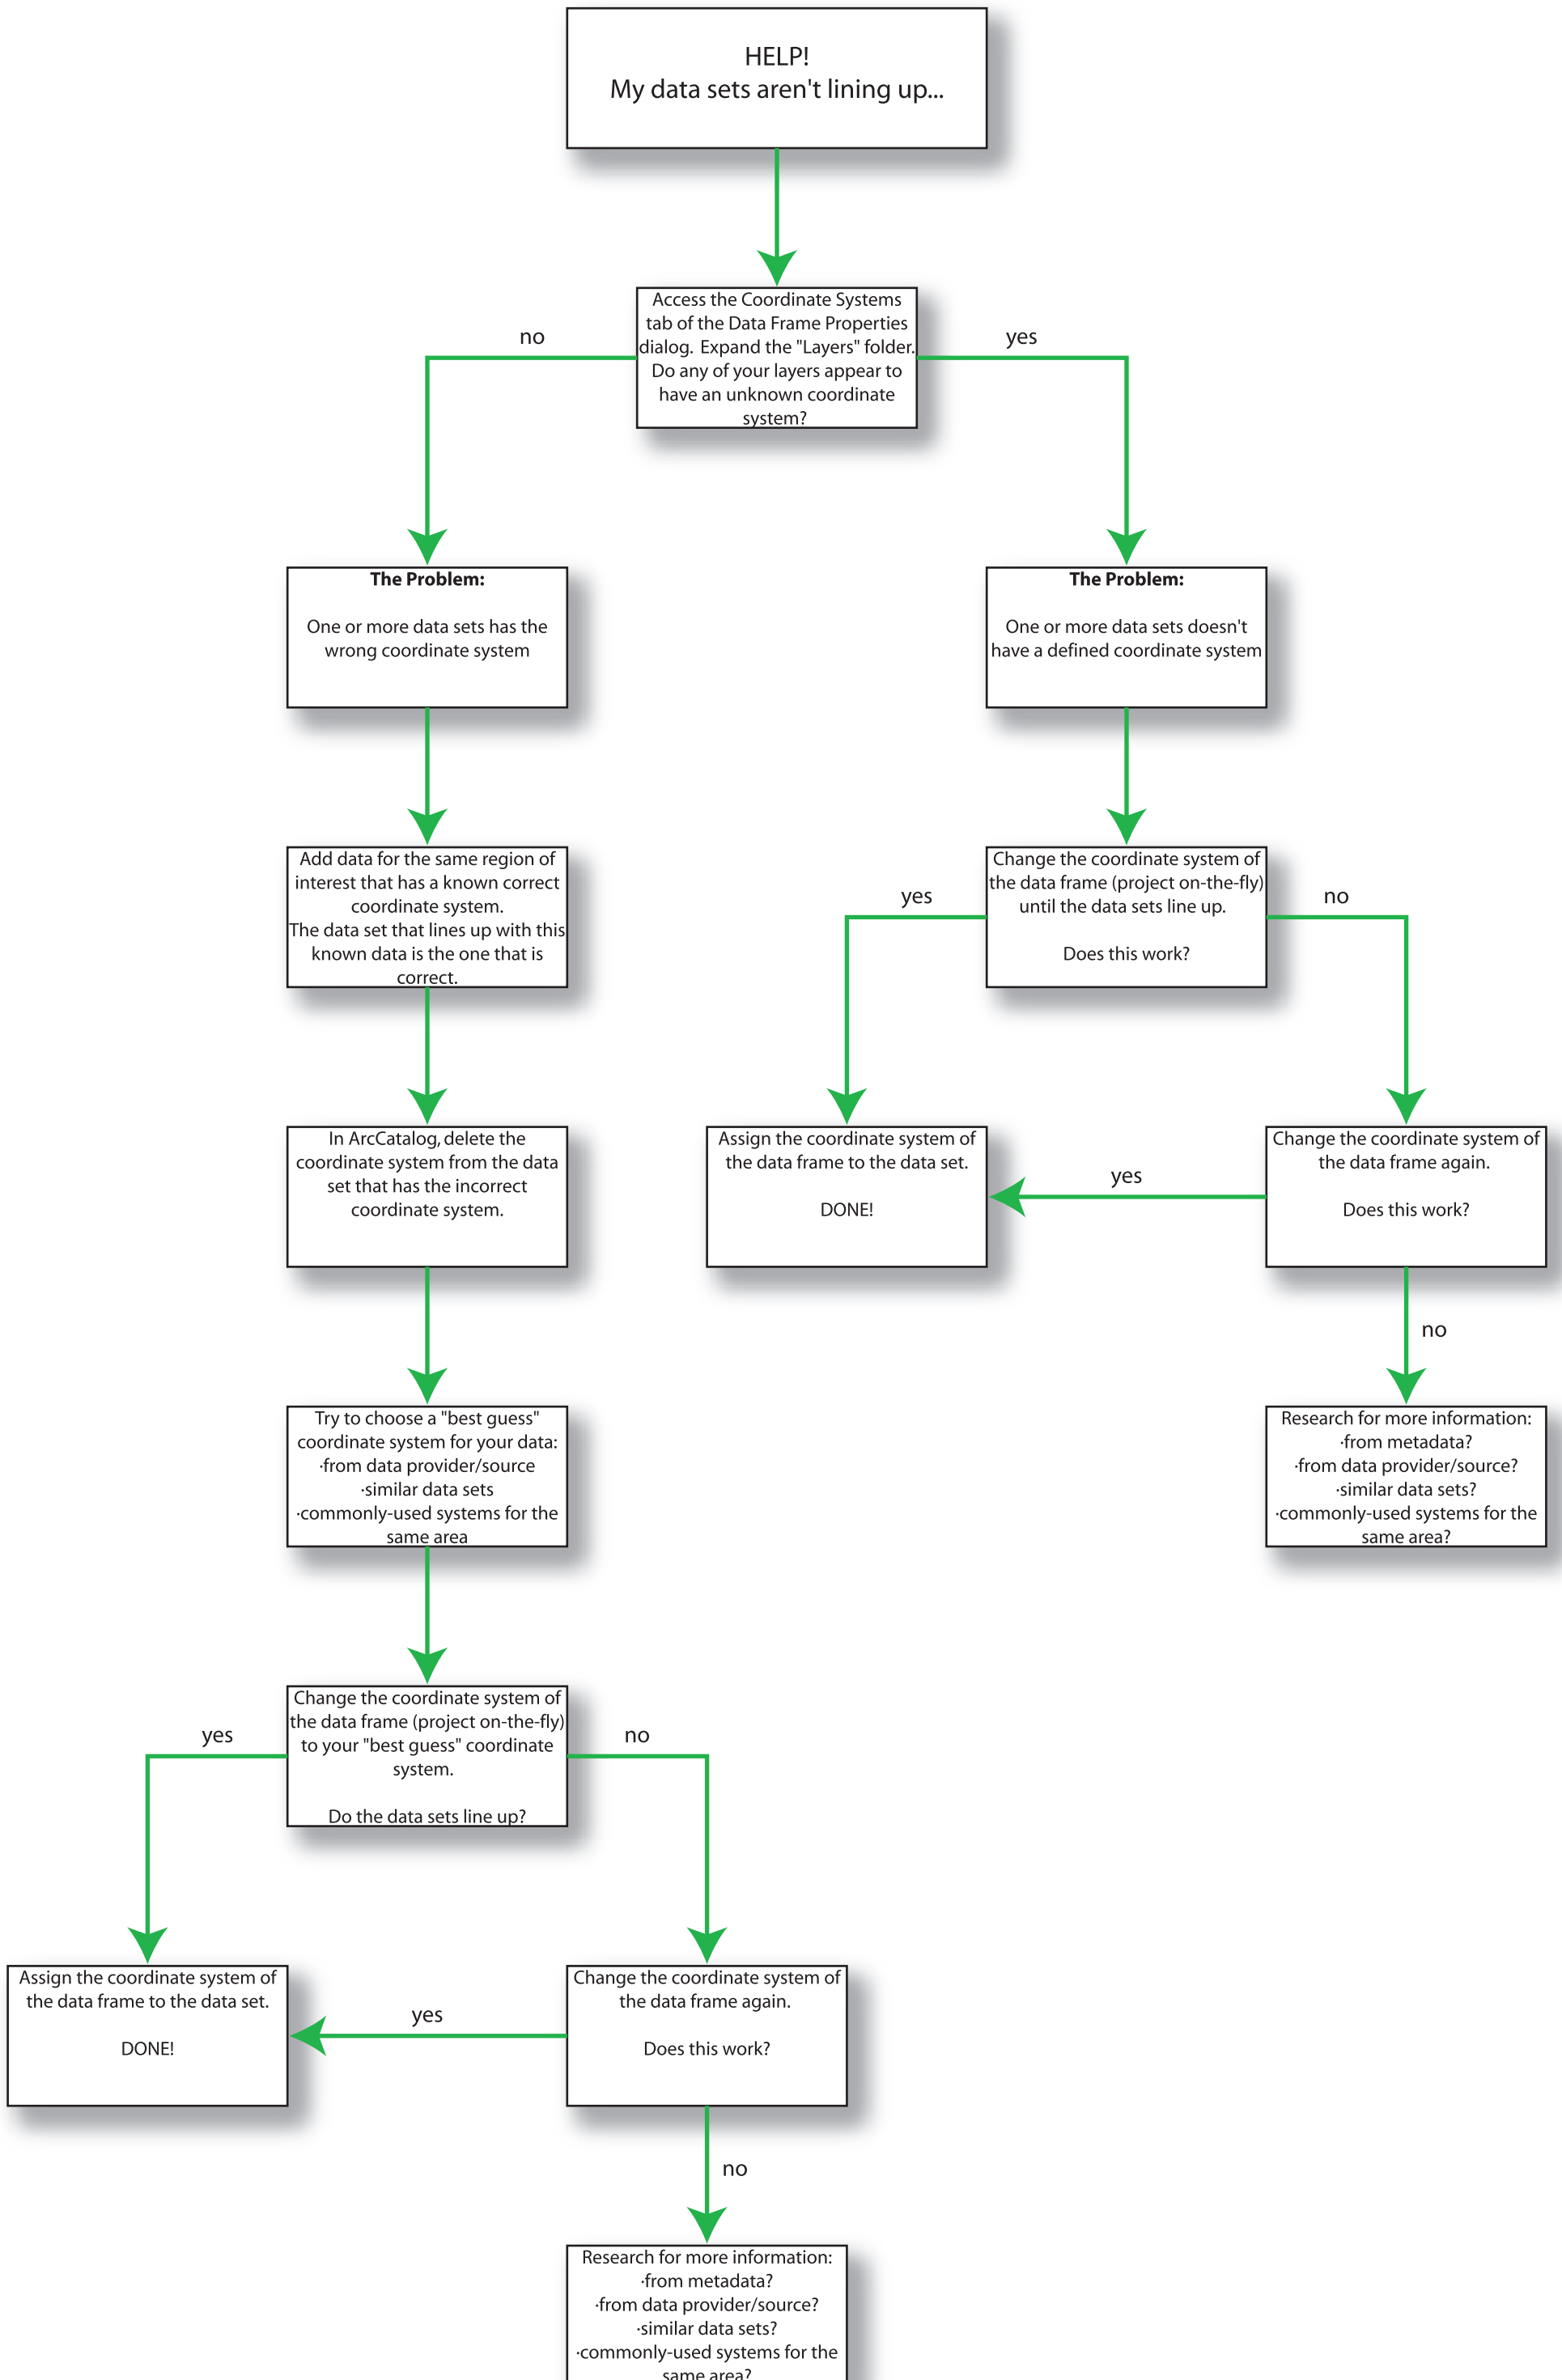 HELP!
My data sets aren't lining up...
Access the Coordinate Systems
tab of the Data Frame Properties
dialog.  Expand the "Layers" folder.
Do any of your layers appear to
have an unknown coordinate
system?
no
yes
The Problem:
One or more data sets has the
wrong coordinate system
The Problem:
One or more data sets doesn't
have a defined coordinate system
Add data for the same region of
interest that has a known correct
coordinate system.
The data set that lines up with this
known data is the one that is
correct.
Change the coordinate system of
the data frame (project on-the-fly)
until the data sets line up.
Does this work?
yes
no
In ArcCatalog, delete the
coordinate system from the data
set that has the incorrect
coordinate system.
Assign the coordinate system of
the data frame to the data set.
DONE!
yes
Change the coordinate system of
the data frame again.
Does this work?
no
Try to choose a "best guess"
coordinate system for your data:
·from data provider/source
·similar data sets
·commonly-used systems for the
same area
Research for more information:
·from metadata?
·from data provider/source?
·similar data sets?
·commonly-used systems for the
same area?
Change the coordinate system of
the data frame (project on-the-fly)
to your "best guess" coordinate
system.
Do the data sets line up?
yes
no
Assign the coordinate system of
the data frame to the data set.
DONE!
yes
Change the coordinate system of
the data frame again.
Does this work?
no
Research for more information:
·from metadata?
·from data provider/source?
·similar data sets?
·commonly-used systems for the
same area?